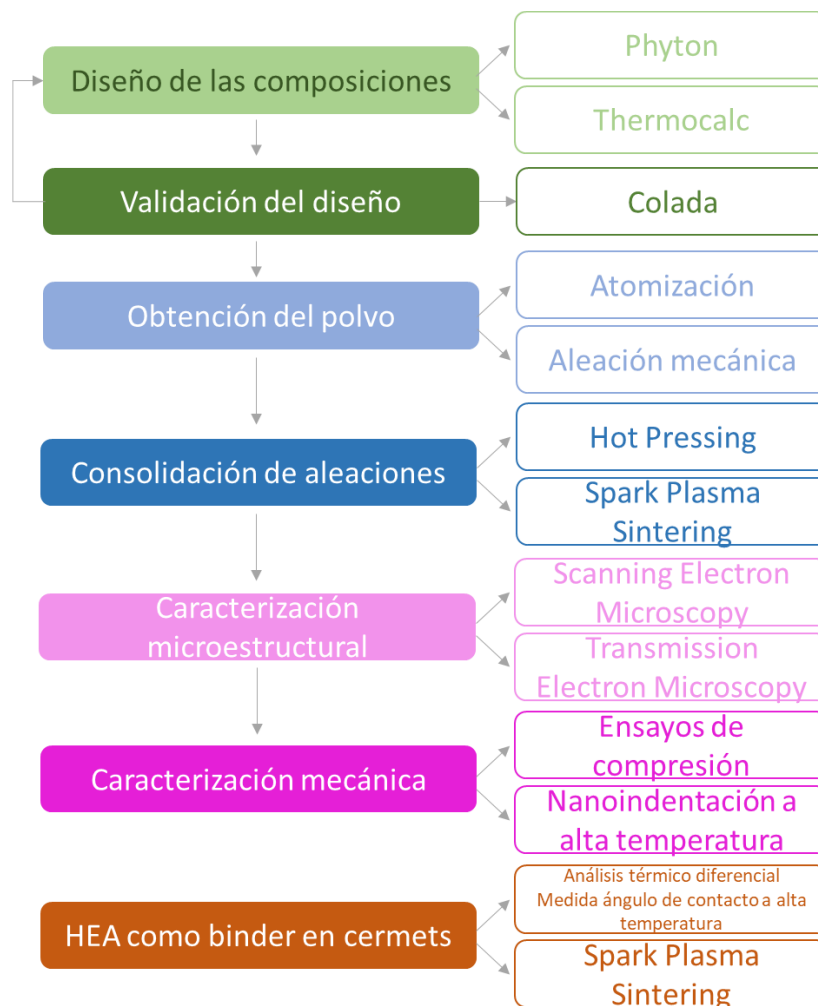 Diseño de las composiciones
Phyton
Thermocalc
Validación del diseño
Colada
Obtención del polvo
Atomización
Aleación mecánica
Consolidación de aleaciones
Hot Pressing
Spark Plasma
Sintering
Caracterización
microestructural
Scanning Electron
Microscopy
Transmission
Electron Microscopy
Caracterización mecánica
Ensayos de
compresión
Nanoindentación a
alta temperatura
HEA como binder en cermets
Análisis térmico diferencial
Medida ángulo de contacto a alta
temperatura
Spark Plasma
Sintering